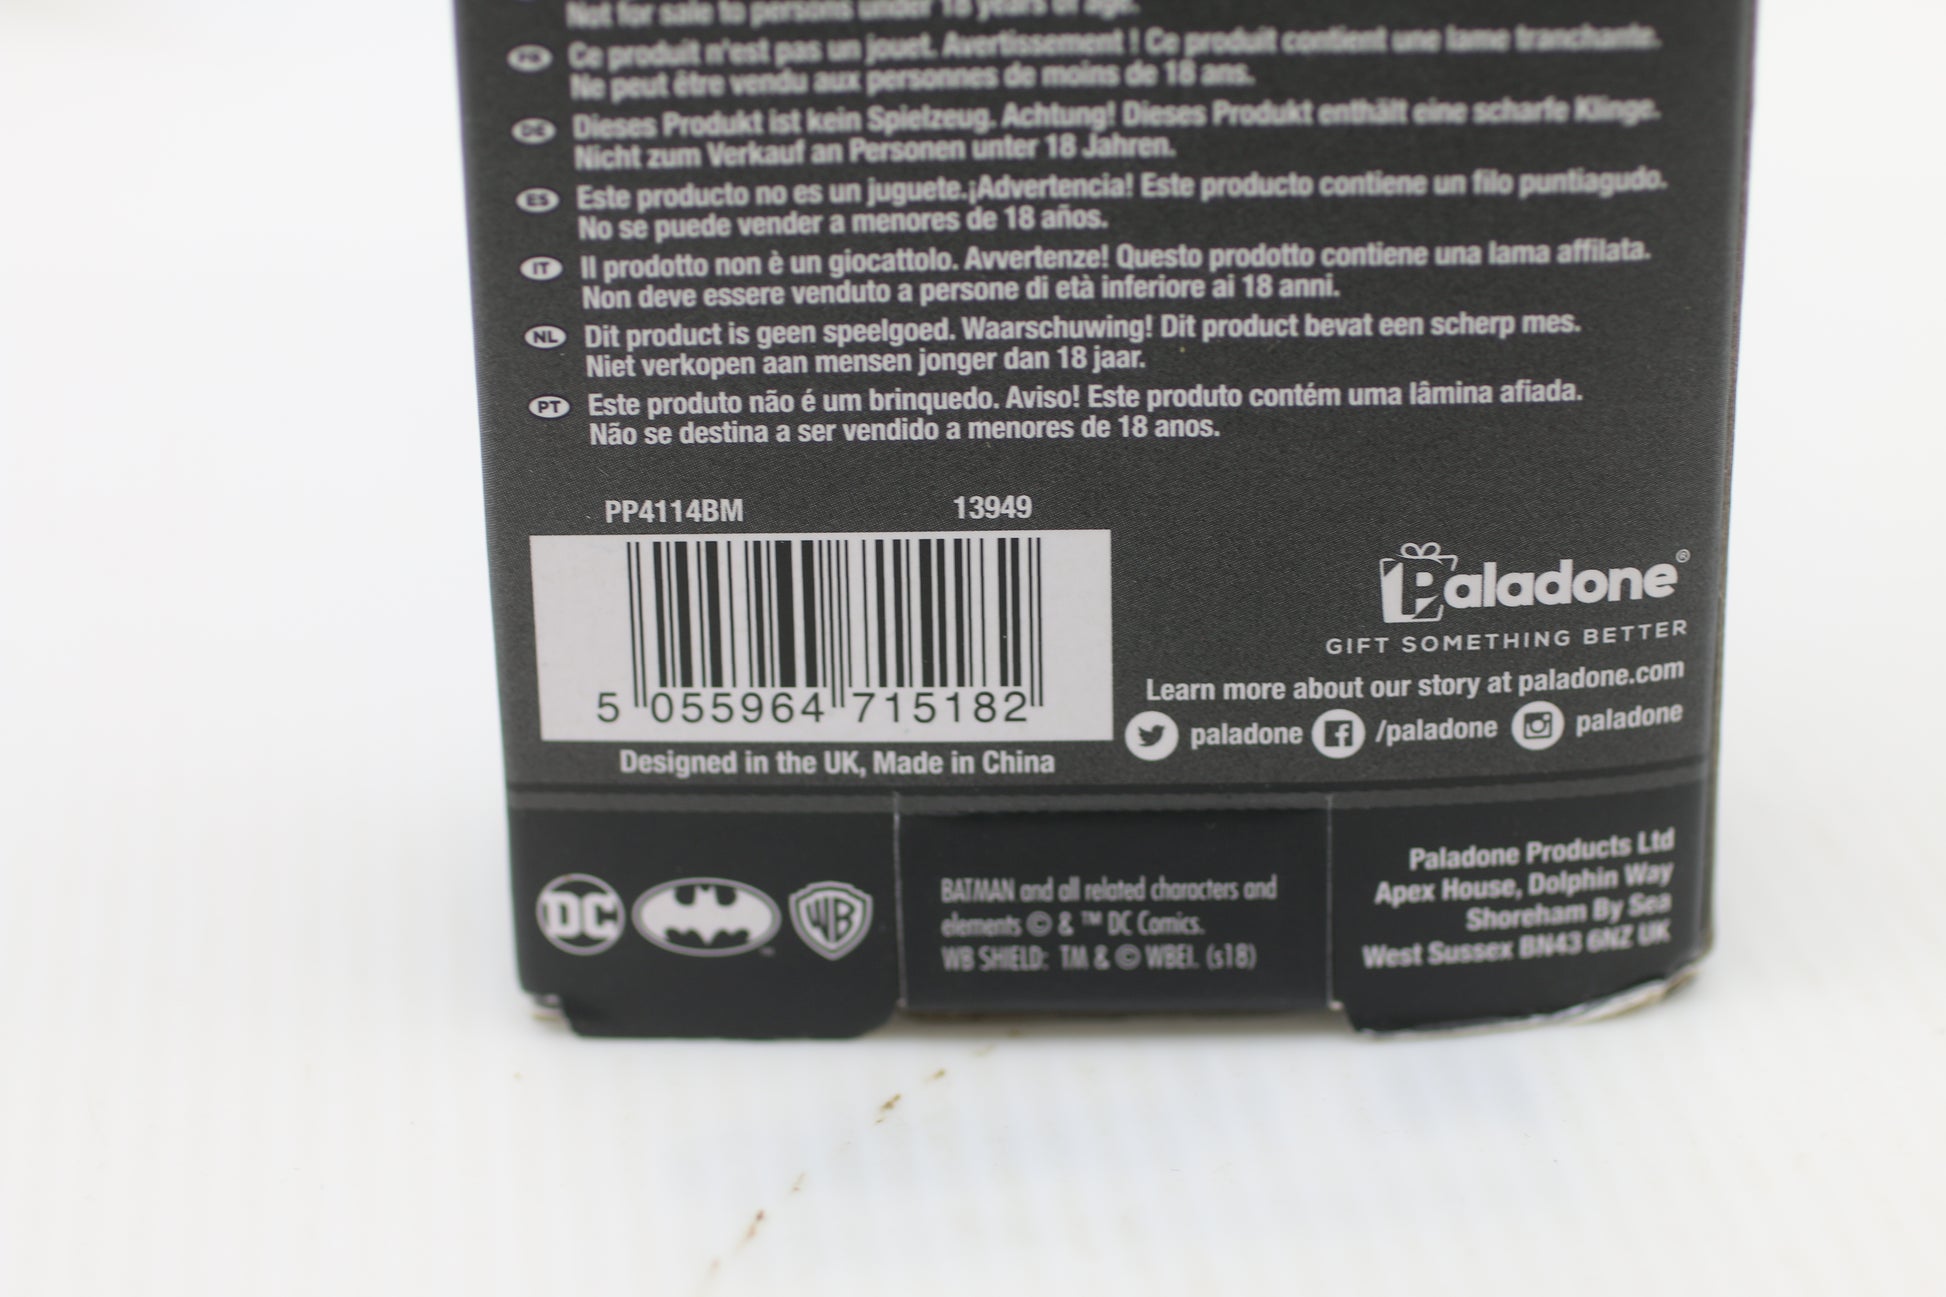 Not for sale to persons under 18 years of age.
FR Ce produit n'est pas un jouet. Avertissement ! Ce produit contient une lame tranchante.
Ne peut être vendu aux personnes de moins de 18 ans.
DE Dieses Produkt ist kein Spielzeug. Achtung! Dieses Produkt enthält eine scharfe Klinge.
Nicht zum Verkauf an Personen unter 18 Jahren.
ES Este producto no es un juguete.¡Advertencia! Este producto contiene un filo puntiagudo.
No se puede vender a menores de 18 años.
IT Il prodotto non è un giocattolo. Avvertenze! Questo prodotto contiene una lama affilata.
Non deve essere venduto a persone di età inferiore ai 18 anni.
NL Dit product is geen speelgoed. Waarschuwing! Dit product bevat een scherp mes.
Niet verkopen aan mensen jonger dan 18 jaar.
PT Este produto não é um brinquedo. Aviso! Este produto contém uma lâmina afiada.
Não se destina a ser vendido a menores de 18 anos.
PP4114BM 13949
5 055964 715182
Designed in the UK, Made in China
Paladone®
GIFT SOMETHING BETTER
Learn more about our story at paladone.com
paladone /paladone paladone
DC WB
BATMAN and all related characters and
elements © & ™ DC Comics.
WB SHIELD: TM & © WBEI. (s18)
Paladone Products Ltd
Apex House, Dolphin Way
Shoreham By Sea
West Sussex BN43 6NZ UK